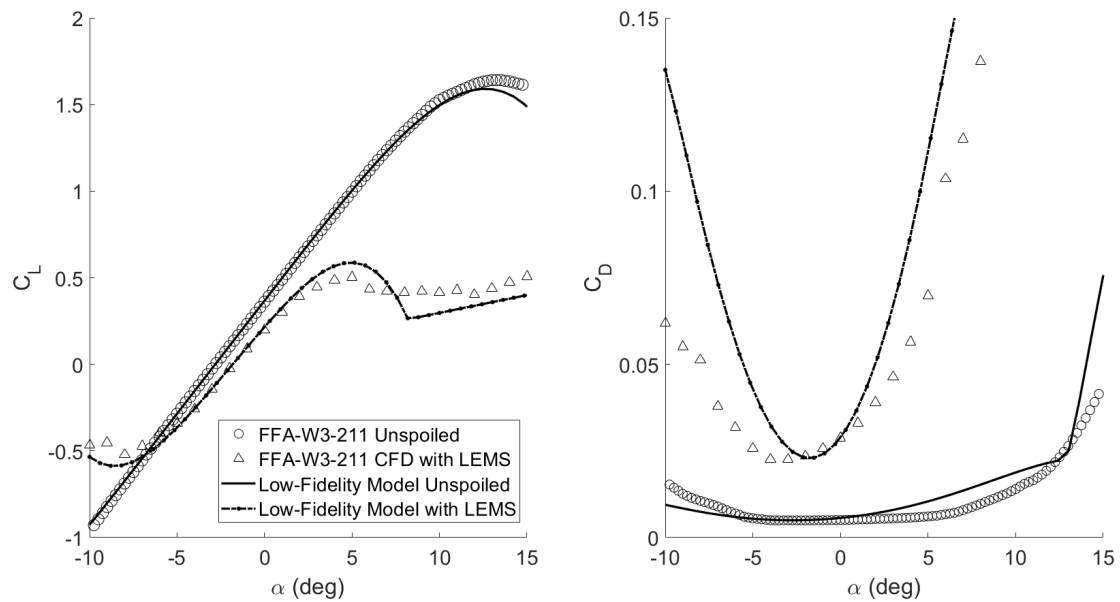 2
1.5
1
0.5
0
-0.5
-1
C_L
-10
-5
0
5
10
15
α (deg)
FFA-W3-211 Unspoiled
FFA-W3-211 CFD with LEMS
Low-Fidelity Model Unspoiled
Low-Fidelity Model with LEMS
0.15
0.1
0.05
0
C_D
-10
-5
0
5
10
15
α (deg)